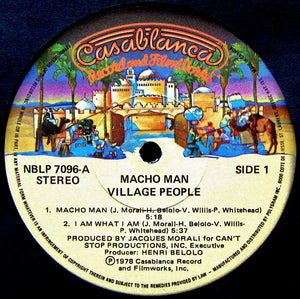 Casablanca
Record and FilmWorks
NBLP 7096-A
STEREO
MACHO MAN
VILLAGE PEOPLE
SIDE 1
1. MACHO MAN (J. Morali-H. Belolo-V. Willis-P. Whitehead)
5:18
2. I AM WHAT I AM (J. Morali-H. Belolo-V. Willis-P. Whitehead) 5:37
PRODUCED BY JACQUES MORALI for CAN'T
STOP PRODUCTIONS, INC. Executive
Producer: HENRI BELOLO
℗ 1978 Casablanca Record
and Filmworks, Inc.